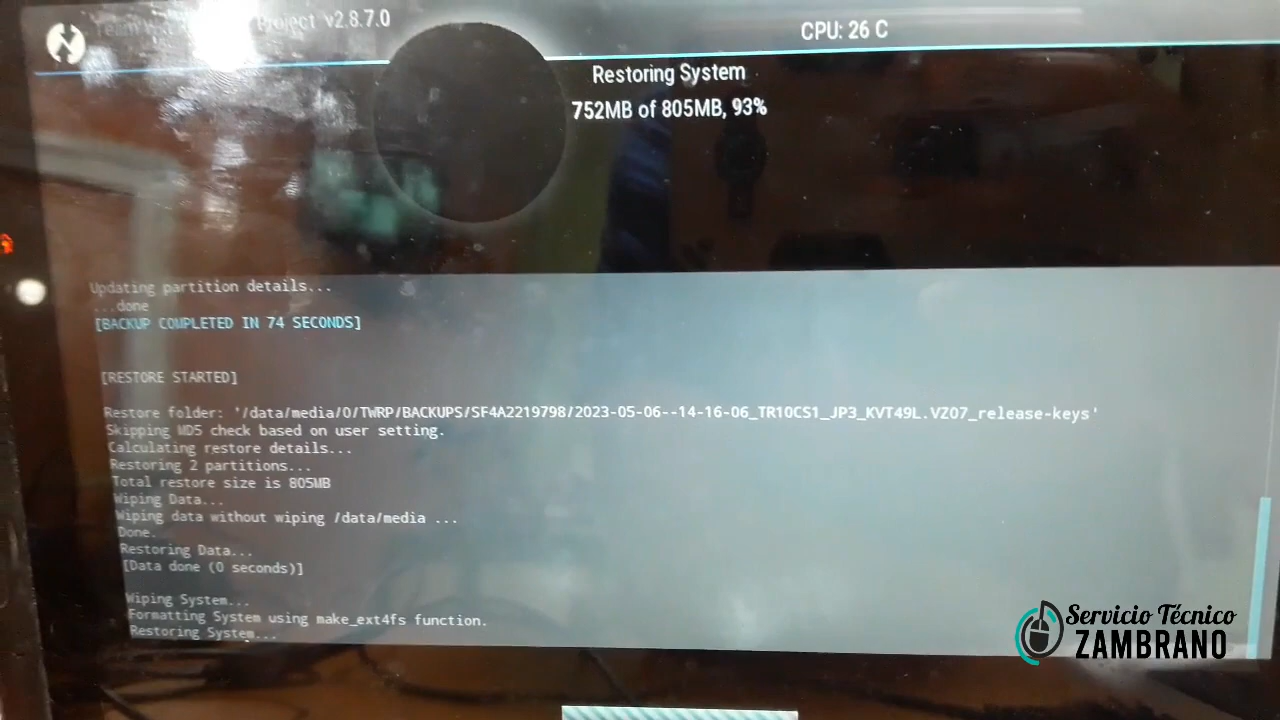 Team Project v2.8.7.0
CPU: 26 C
Restoring System
752MB of 805MB, 93%
Updating partition details...
...done
[BACKUP COMPLETED IN 74 SECONDS]
[RESTORE STARTED]
Restore folder: '/data/media/0/TWRP/BACKUPS/SF4A2219798/2023-05-06--14-16-06_TR10CS1_JP3_KVT49L.VZ07_release-keys'
Skipping MD5 check based on user setting.
Calculating restore details...
Restoring 2 partitions...
Total restore size is 805MB
Wiping Data...
Wiping data without wiping /data/media ...
Done.
Restoring Data...
[Data done (0 seconds)]
Wiping System...
Formatting System using make_ext4fs function.
Restoring System...
Servicio Técnico
ZAMBRANO